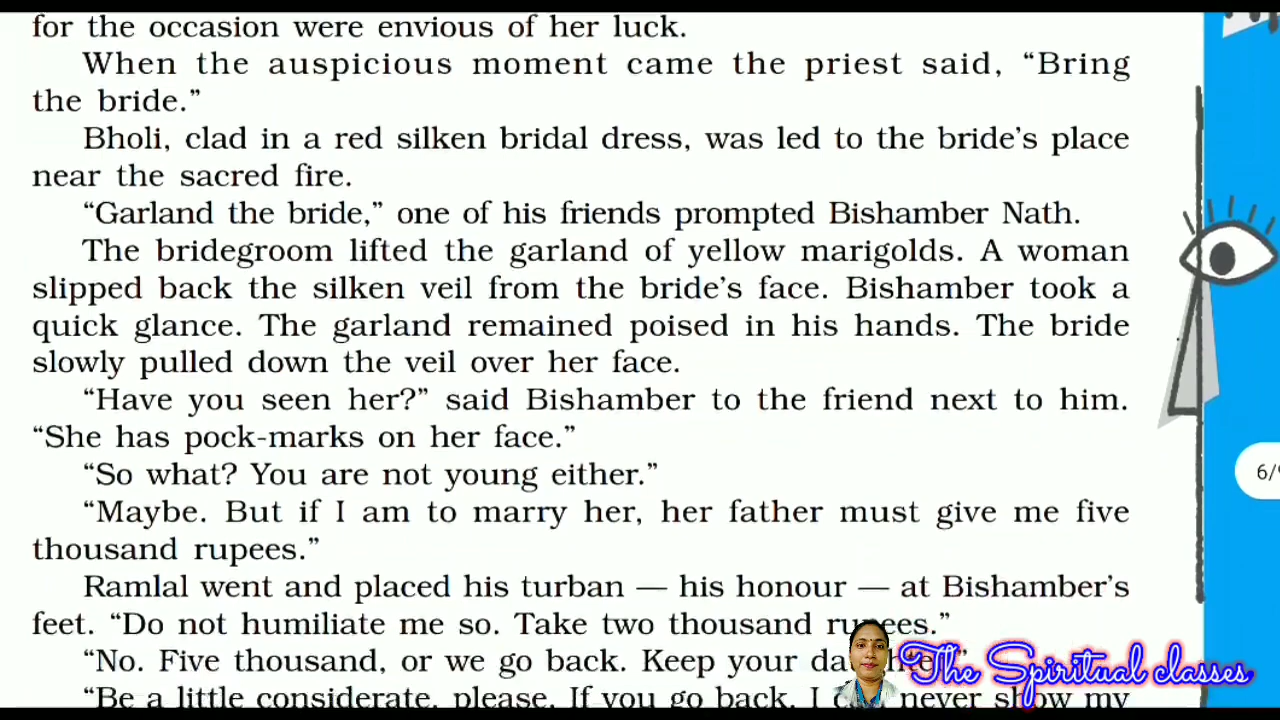 for the occasion were envious of her luck.
When the auspicious moment came the priest said, “Bring
the bride.”
Bholi, clad in a red silken bridal dress, was led to the bride’s place
near the sacred fire.
“Garland the bride,” one of his friends prompted Bishamber Nath.
The bridegroom lifted the garland of yellow marigolds. A woman
slipped back the silken veil from the bride’s face. Bishamber took a
quick glance. The garland remained poised in his hands. The bride
slowly pulled down the veil over her face.
“Have you seen her?” said Bishamber to the friend next to him.
“She has pock-marks on her face.”
“So what? You are not young either.”
“Maybe. But if I am to marry her, her father must give me five
thousand rupees.”
Ramlal went and placed his turban — his honour — at Bishamber’s
feet. “Do not humiliate me so. Take two thousand rupees.”
“No. Five thousand, or we go back. Keep your
“Be a little considerate, please. If you go back, I never show my
The Spiritual classes